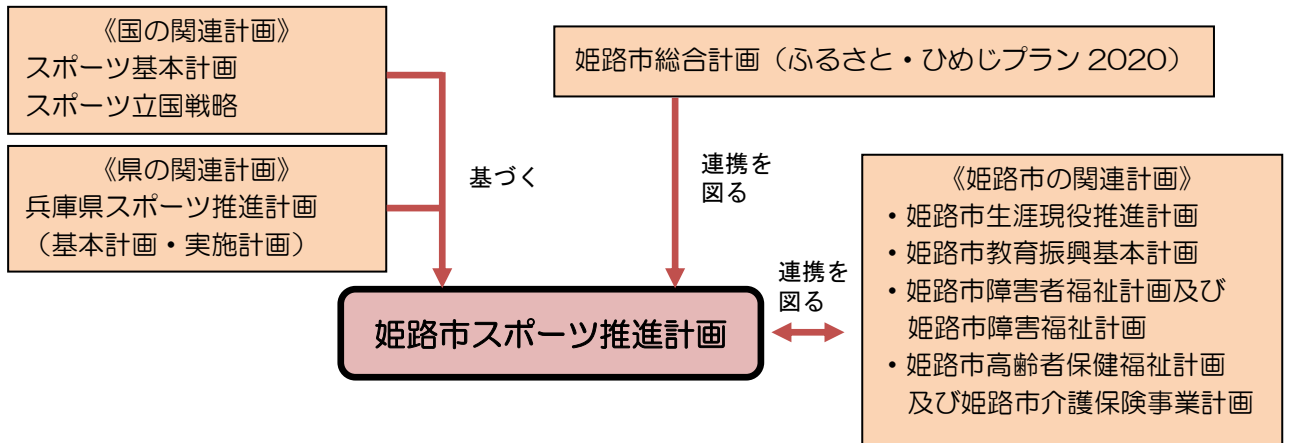 《国の関連計画》
スポーツ基本計画
スポーツ立国戦略
姫路市総合計画（ふるさと・ひめじプラン 2020）
《県の関連計画》
兵庫県スポーツ推進計画
（基本計画・実施計画）
基づく
連携を
図る
《姫路市の関連計画》
・姫路市生涯現役推進計画
・姫路市教育振興基本計画
・姫路市障害者福祉計画及び
姫路市障害福祉計画
・姫路市高齢者保健福祉計画
及び姫路市介護保険事業計画
連携を
図る
姫路市スポーツ推進計画